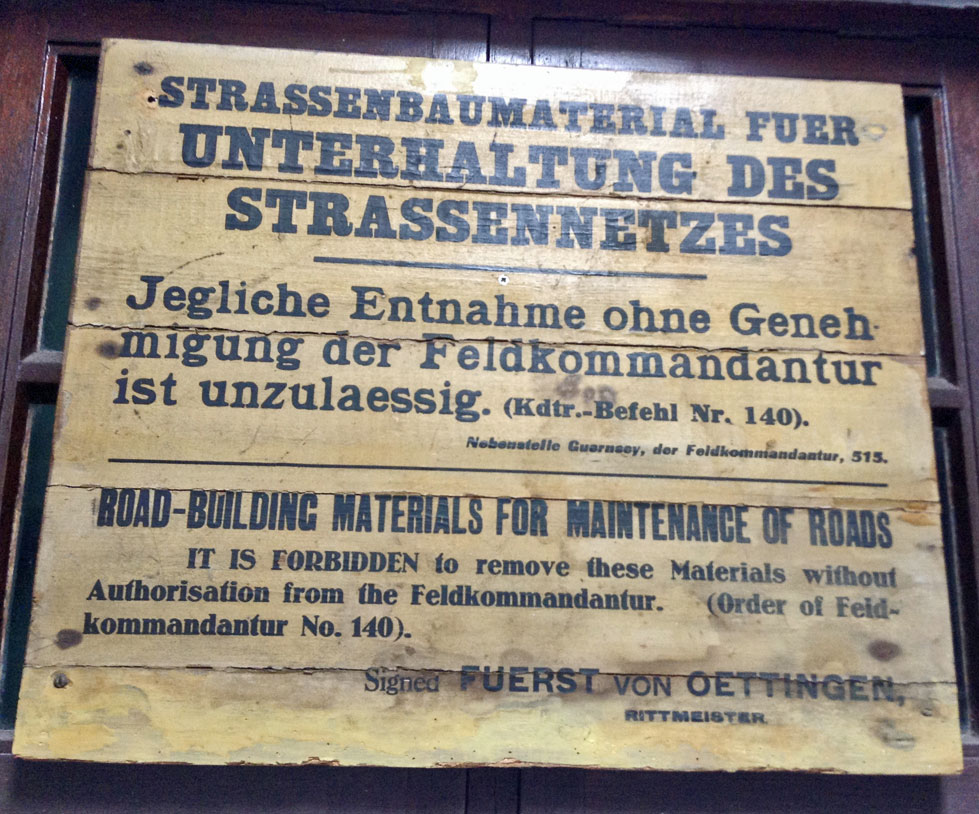 STRASSENBAUMATERIAL FUER
UNTERHALTUNG DES
STRASSENNETZES
Jegliche Entnahme ohne Geneh-
migung der Feldkommandantur
ist unzulaessig. (Kdtr.-Befehl Nr. 140).
Nebenstelle Guernsey, der Feldkommandantur, 515.
ROAD-BUILDING MATERIALS FOR MAINTENANCE OF ROADS
IT IS FORBIDDEN to remove these Materials without
Authorisation from the Feldkommandantur. (Order of Feld-
kommandantur No. 140).
Signed FUERST VON OETTINGEN,
RITTMEISTER